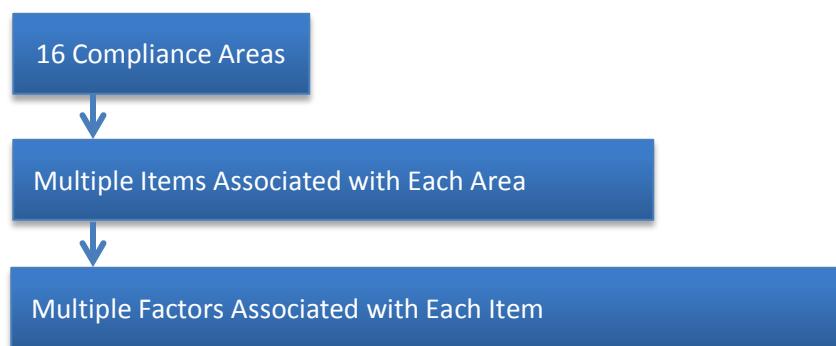 16 Compliance Areas
Multiple Items Associated with Each Area
Multiple Factors Associated with Each Item